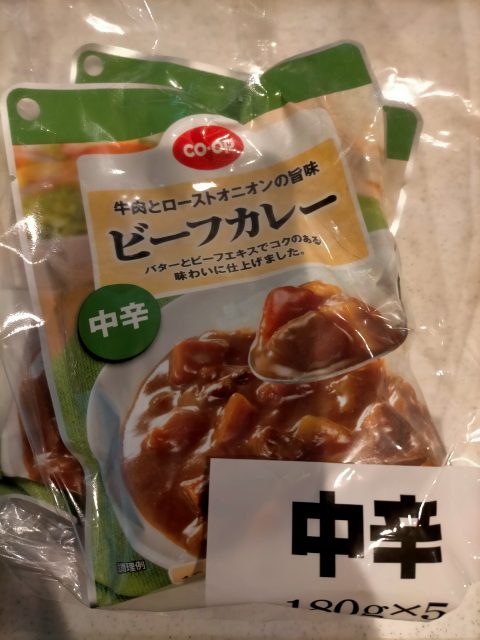 CO・OP
牛肉とローストオニオンの旨味
ビーフカレー
バターとビーフエキスでコクのある
味わいに仕上げました。
中辛
調理例
中辛
180g×5